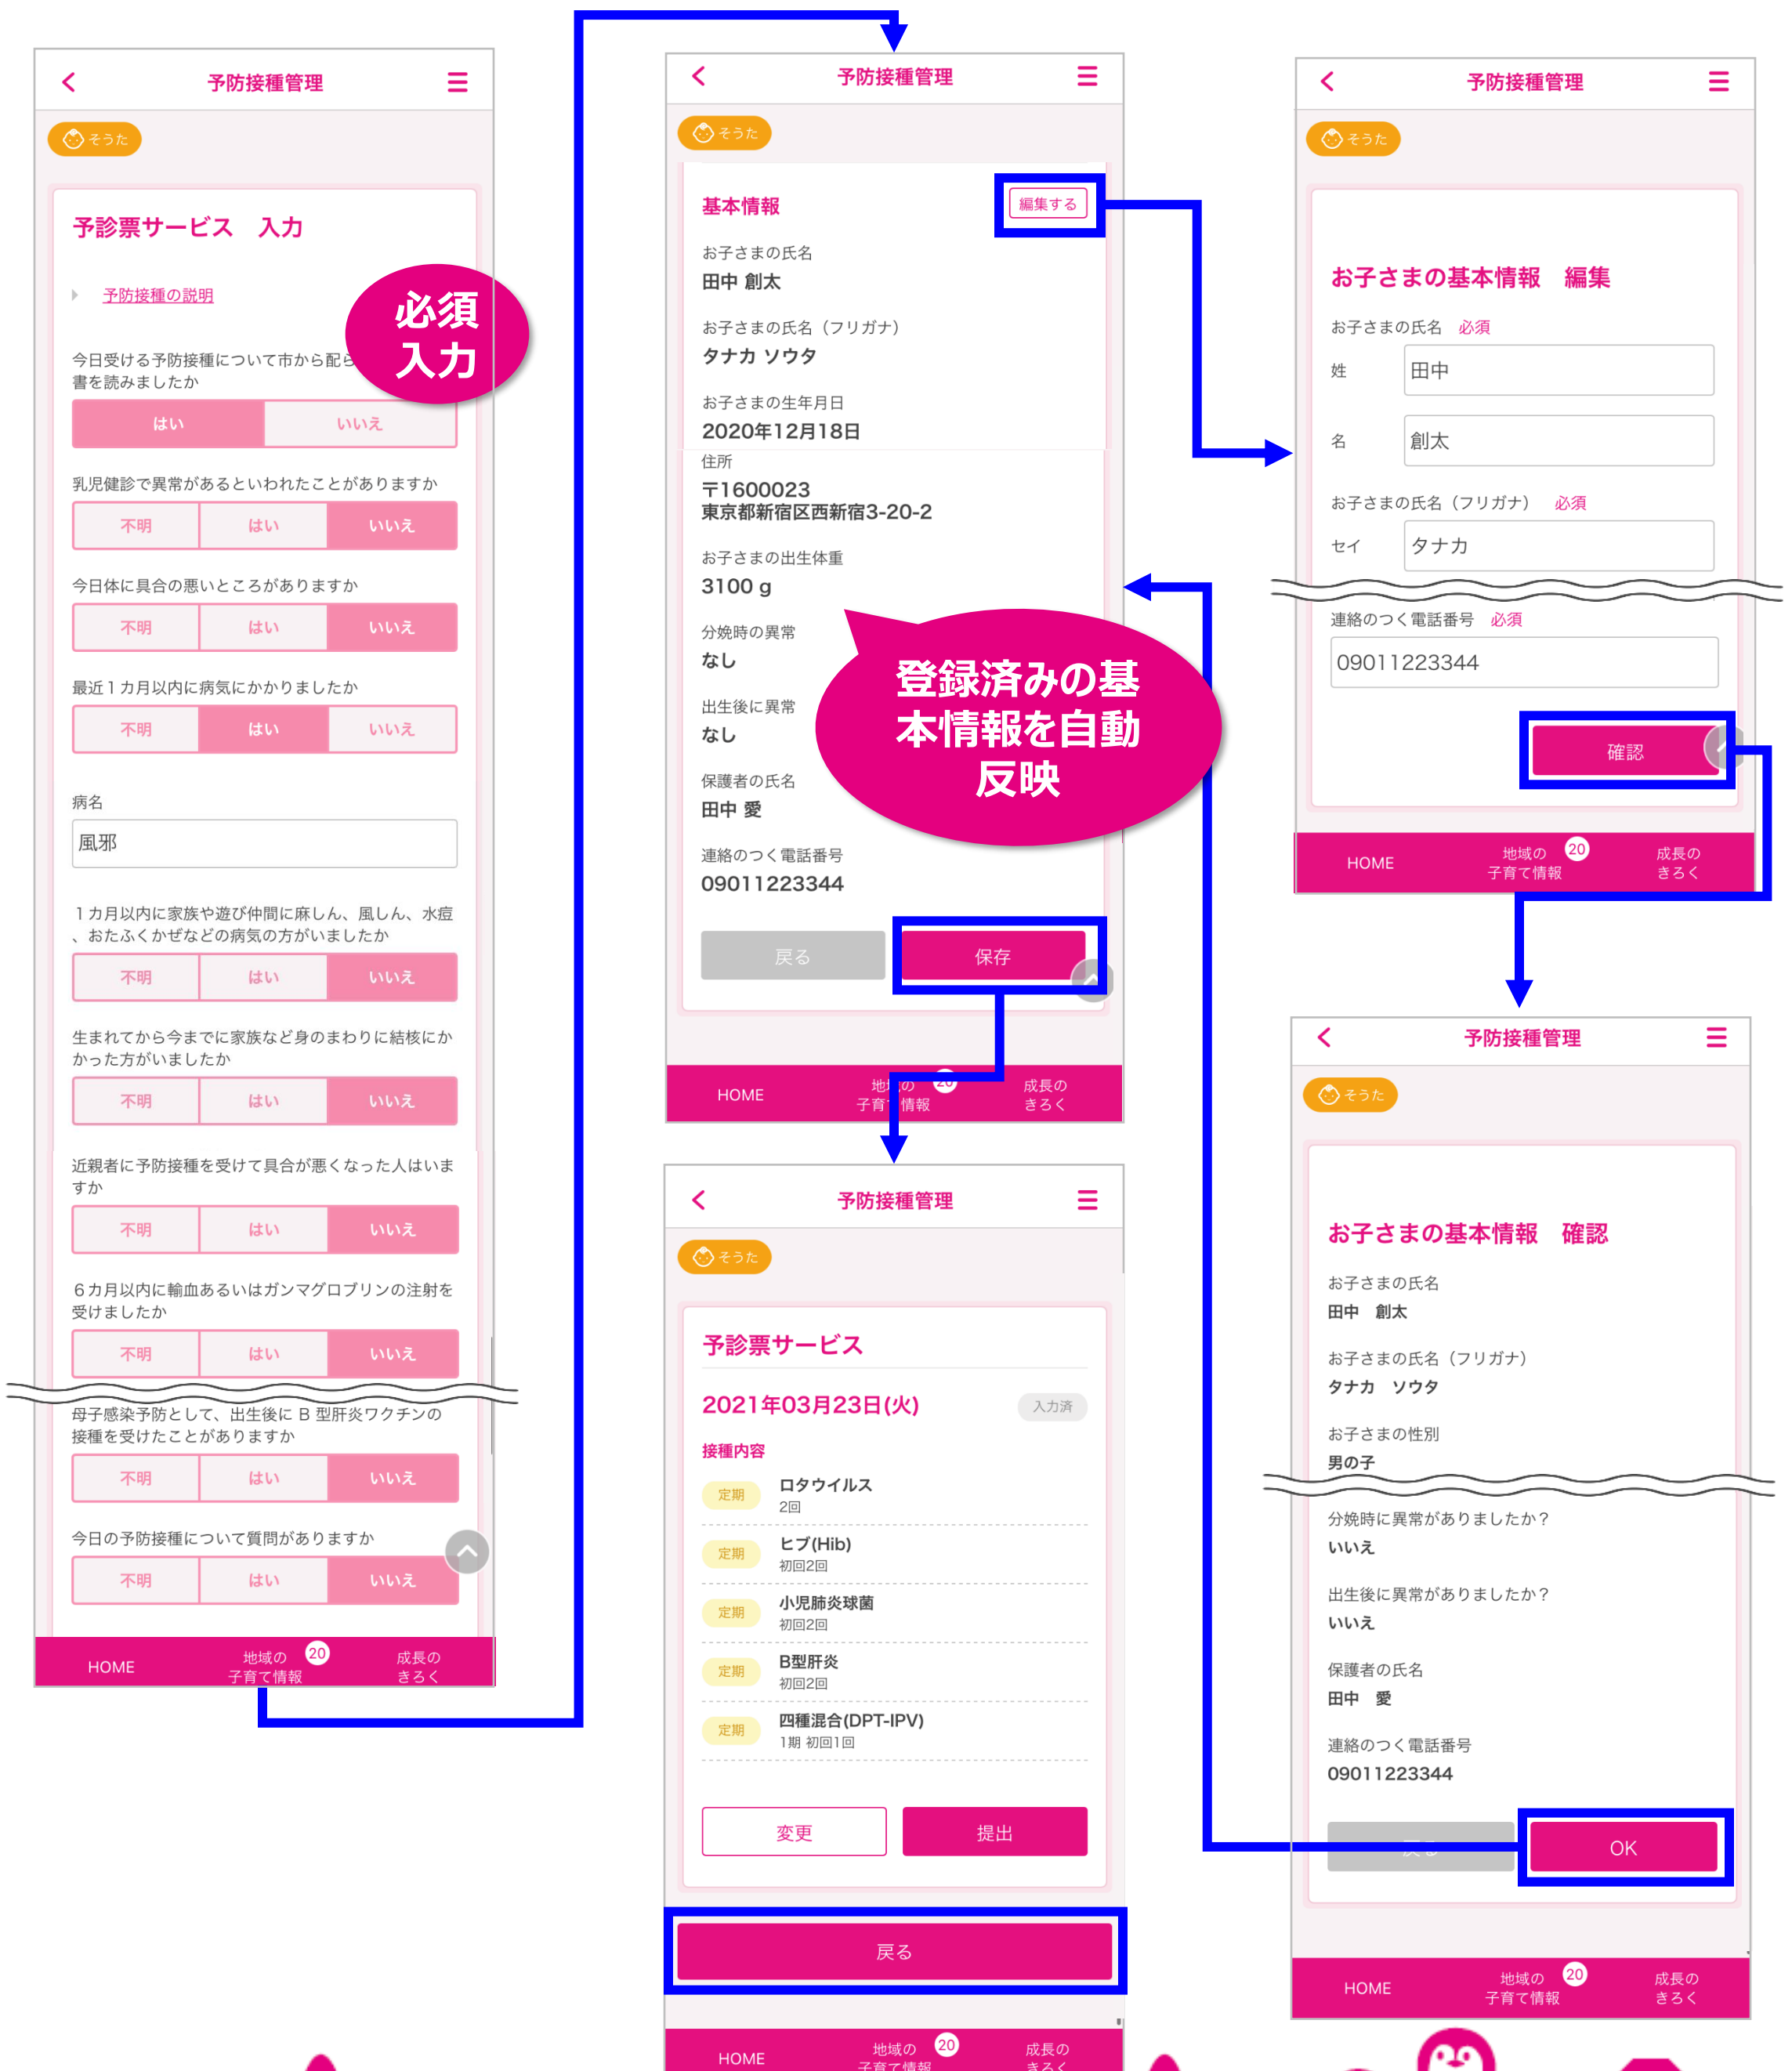 予防接種管理
そうた
予診票サービス 入力
予防接種の説明
必須
入力
今日受ける予防接種について市から配ら
書を読みましたか
はい いいえ
乳児健診で異常があるといわれたことがありますか
不明 はい いいえ
今日体に具合の悪いところがありますか
不明 はい いいえ
最近1カ月以内に病気にかかりましたか
不明 はい いいえ
病名
風邪
1カ月以内に家族や遊び仲間に麻しん、風しん、水痘
、おたふくかぜなどの病気の方がいましたか
不明 はい いいえ
生まれてから今までに家族など身のまわりに結核にか
かった方がいましたか
不明 はい いいえ
近親者に予防接種を受けて具合が悪くなった人はいま
すか
不明 はい いいえ
6カ月以内に輸血あるいはガンマグロブリンの注射を
受けましたか
不明 はい いいえ
母子感染予防として、出生後に B 型肝炎ワクチンの
接種を受けたことがありますか
不明 はい いいえ
今日の予防接種について質問がありますか
不明 はい いいえ
HOME 地域の 20 成長の
子育て情報 きろく
予防接種管理
そうた
基本情報 編集する
お子さまの氏名
田中 創太
お子さまの氏名（フリガナ）
タナカ ソウタ
お子さまの生年月日
2020年12月18日
住所
〒1600023
東京都新宿区西新宿3-20-2
お子さまの出生体重
3100 g
分娩時の異常
なし
出生後に異常
なし
保護者の氏名
田中 愛
連絡のつく電話番号
09011223344
登録済みの基
本情報を自動
反映
戻る 保存
HOME 地域の 20 成長の
子育て情報 きろく
予防接種管理
そうた
予診票サービス
2021年03月23日(火) 入力済
接種内容
定期 ロタウイルス
2回
定期 ヒブ(Hib)
初回2回
定期 小児肺炎球菌
初回2回
定期 B型肝炎
初回2回
定期 四種混合(DPT-IPV)
1期 初回1回
変更 提出
戻る
HOME 地域の 20 成長の
子育て情報 きろく
予防接種管理
そうた
お子さまの基本情報 編集
お子さまの氏名 必須
姓 田中
名 創太
お子さまの氏名（フリガナ） 必須
セイ タナカ
連絡のつく電話番号 必須
09011223344
確認
HOME 地域の 20 成長の
子育て情報 きろく
予防接種管理
そうた
お子さまの基本情報 確認
お子さまの氏名
田中 創太
お子さまの氏名（フリガナ）
タナカ ソウタ
お子さまの性別
男の子
分娩時に異常がありましたか？
いいえ
出生後に異常がありましたか？
いいえ
保護者の氏名
田中 愛
連絡のつく電話番号
09011223344
戻る OK
HOME 地域の 20 成長の
子育て情報 きろく